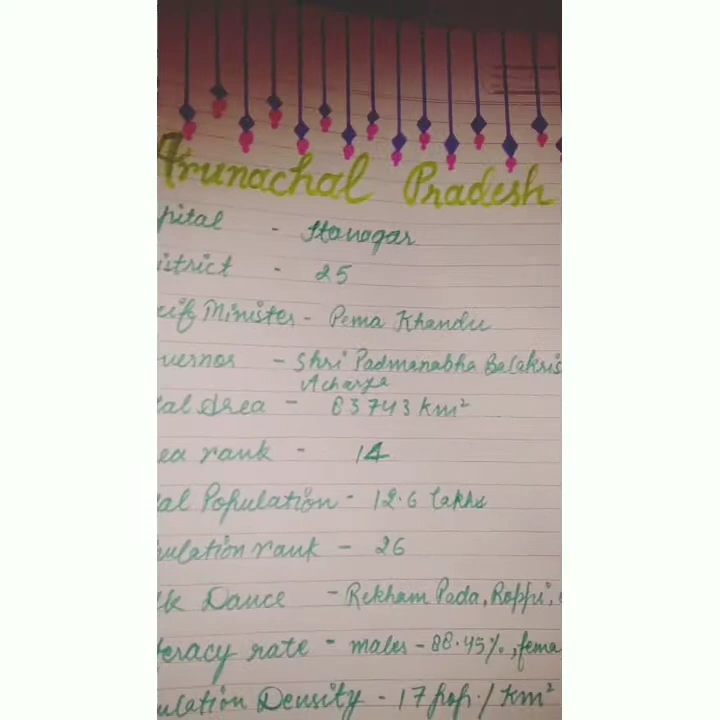 Arunachal Pradesh
pital - Itanagar
istrict - 25
eif Minister - Pema Khandu
vernor - Shri Padmanabha Balakris
Acharya
tal Area - 83743 km²
ea rank - 14
al Population - 12.6 lakhs
ulation rank - 26
lk Dance - Rekham Pada, Roppi,
eracy rate - males - 88.45%, fema
ulation Density - 17 pop. / km²